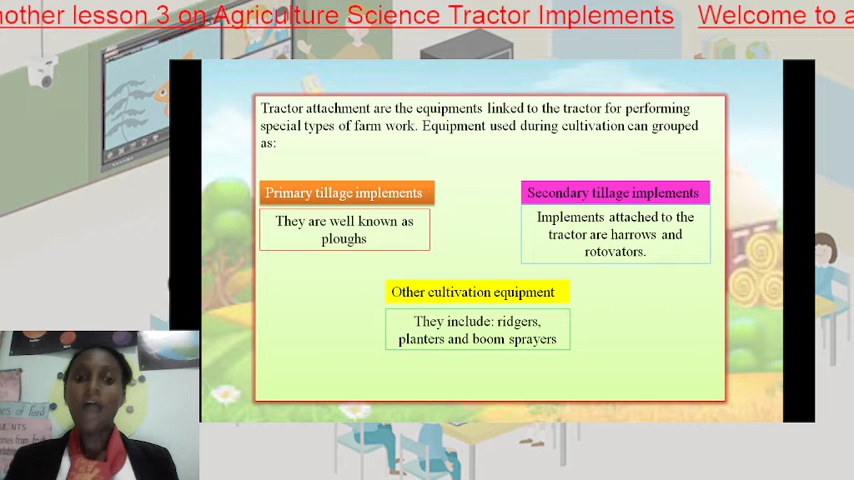 nother lesson 3 on Agriculture Science Tractor Implements Welcome to a
Tractor attachment are the equipments linked to the tractor for performing
special types of farm work. Equipment used during cultivation can grouped
as:
Primary tillage implements
They are well known as
ploughs
Secondary tillage implements
Implements attached to the
tractor are harrows and
rotovators.
Other cultivation equipment
They include: ridgers,
planters and boom sprayers